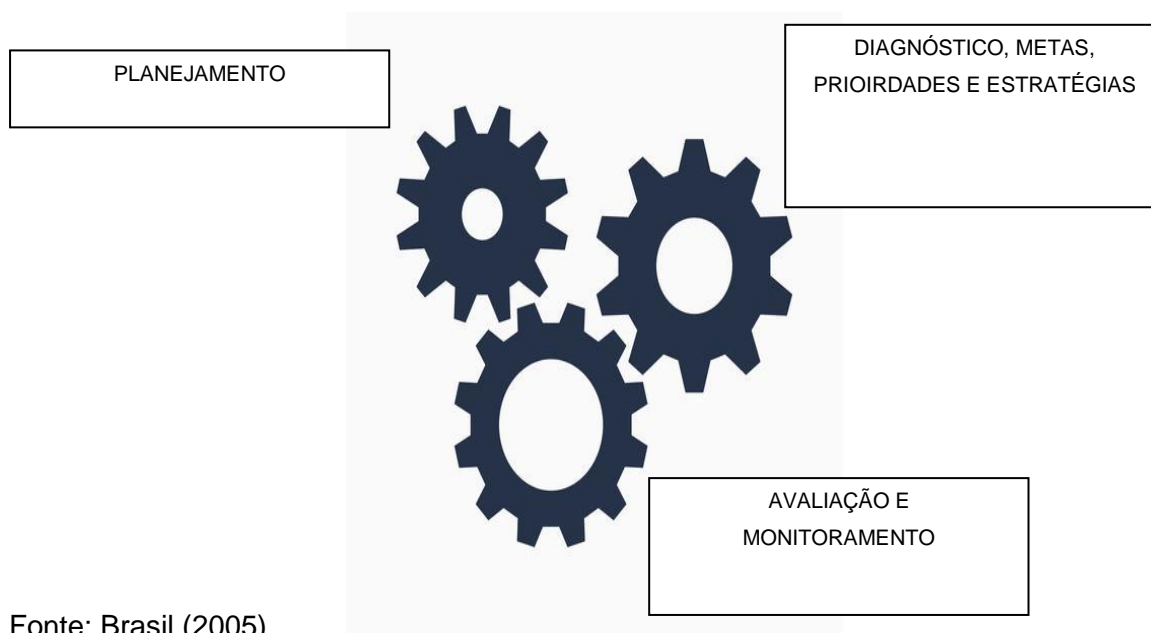 PLANEJAMENTO
DIAGNÓSTICO, METAS,
PRIOIRDADES E ESTRATÉGIAS
AVALIAÇÃO E
MONITORAMENTO
Fonte: Brasil (2005)